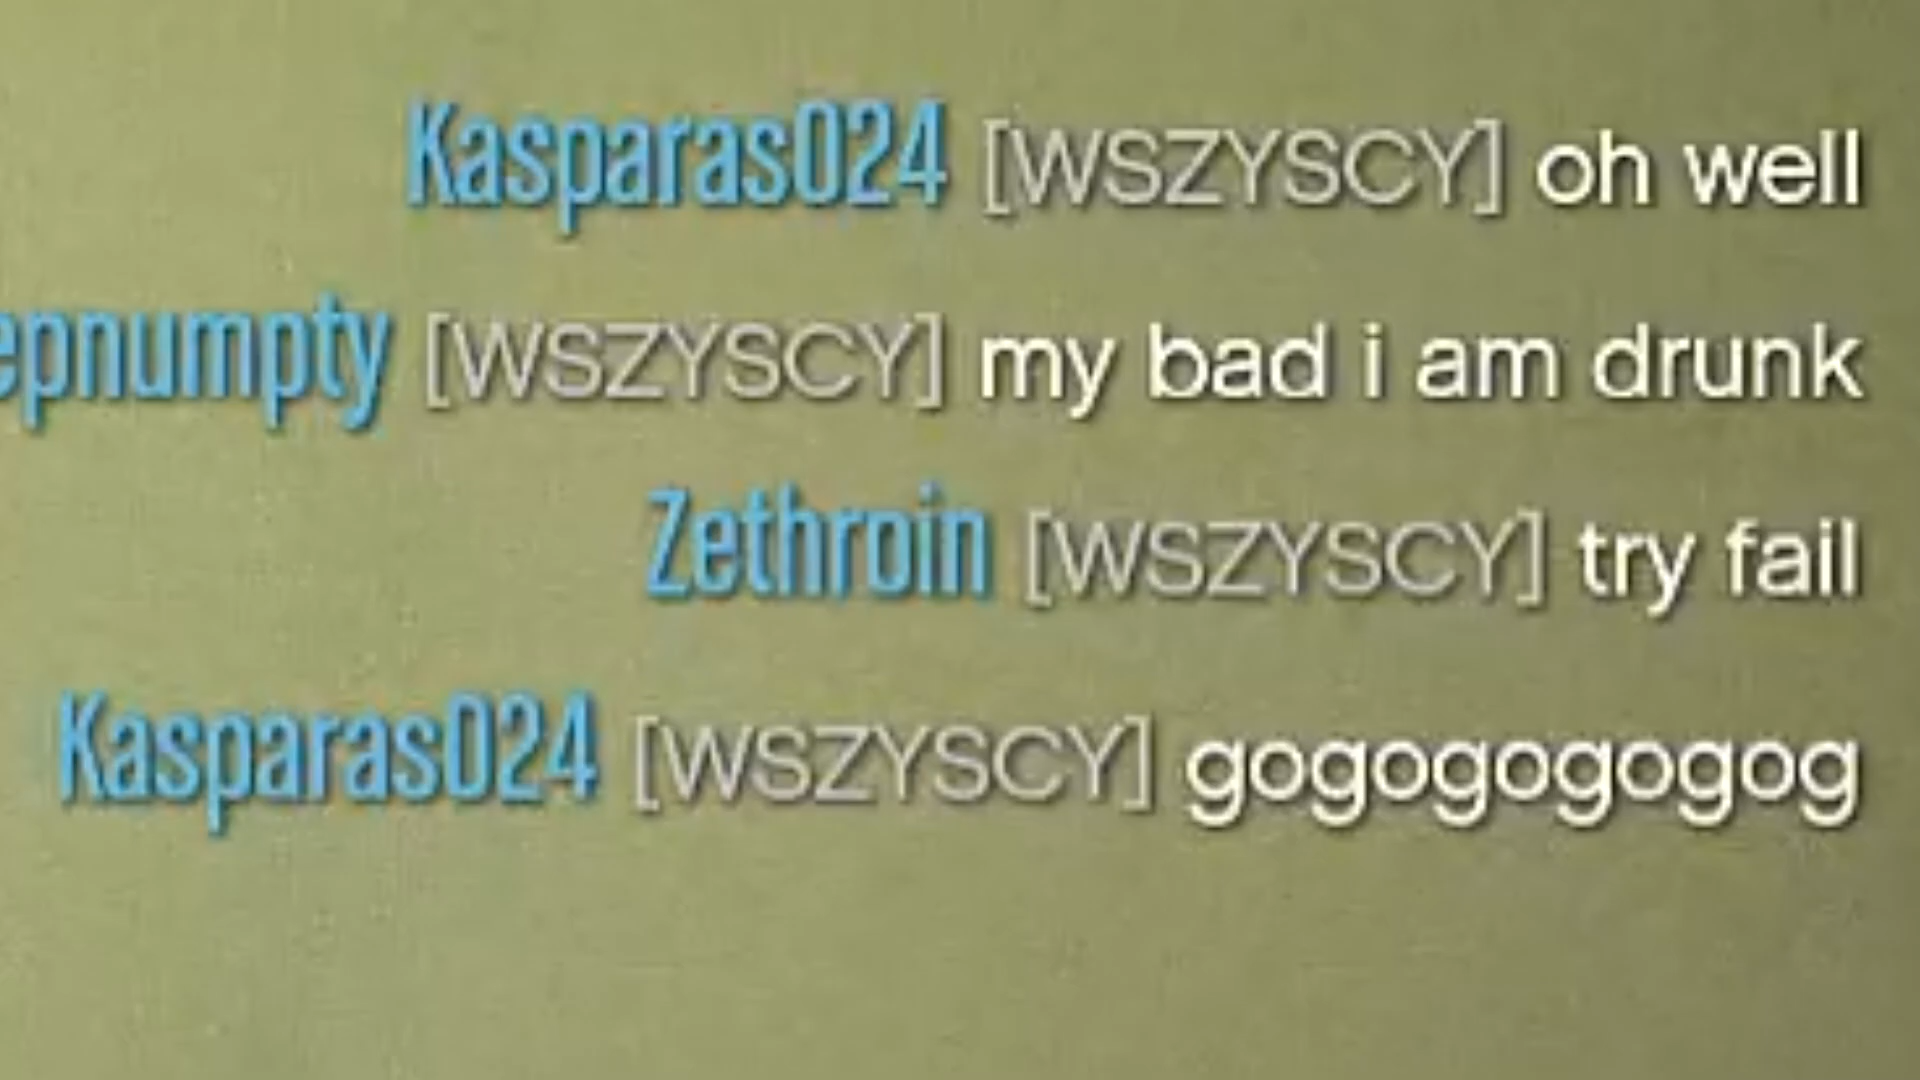 Kasparas024 [WSZYSCY] oh well
epnumpty [WSZYSCY] my bad i am drunk
Zethroin [WSZYSCY] try fail
Kasparas024 [WSZYSCY] gogogogogog